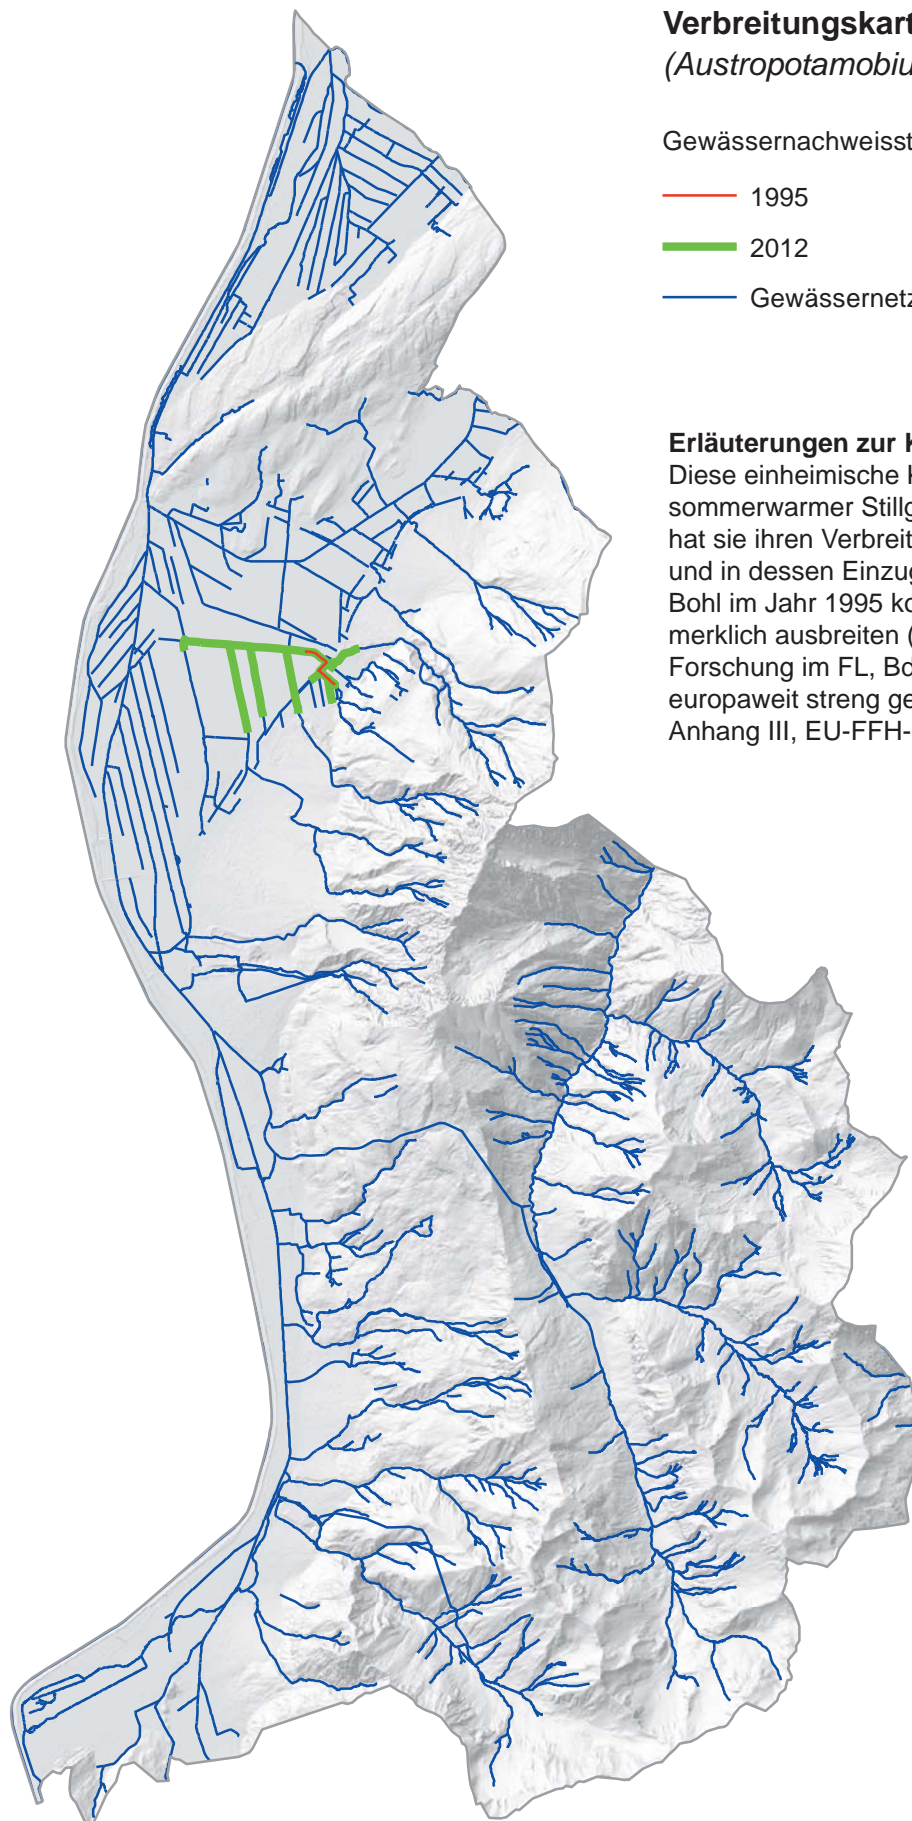 Verbreitungskart
(Austropotamobiu
Gewässernachweisst
1995
2012
Gewässernetz
Erläuterungen zur K
Diese einheimische K
sommerwarmer Stillg
hat sie ihren Verbreit
und in dessen Einzug
Bohl im Jahr 1995 ko
merklich ausbreiten (
Forschung im FL, Bd
europaweit streng ge
Anhang III, EU-FFH-